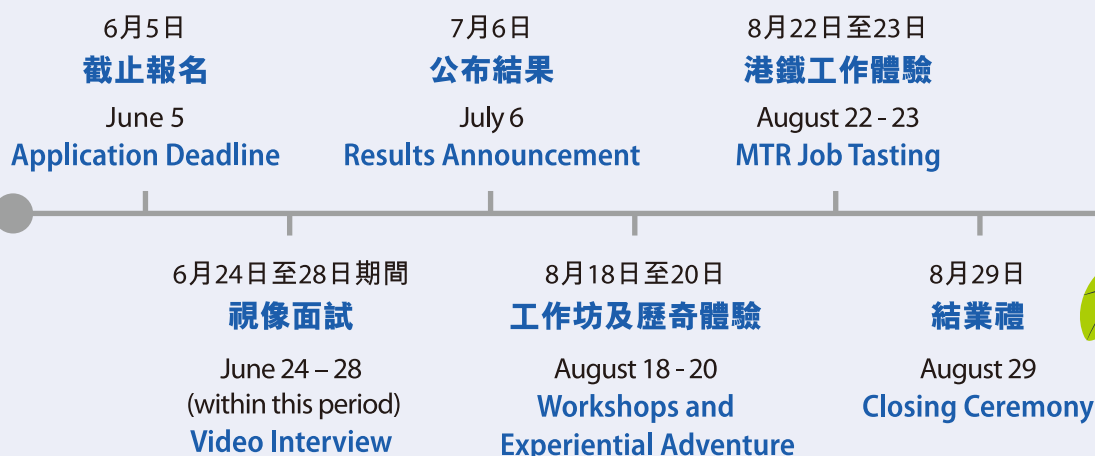 6月5日
截止報名
June 5
Application Deadline
7月6日
公布結果
July 6
Results Announcement
8月22日至23日
港鐵工作體驗
August 22 - 23
MTR Job Tasting
6月24日至28日期間
視像面試
June 24 – 28
(within this period)
Video Interview
8月18日至20日
工作坊及歷奇體驗
August 18 - 20
Workshops and
Experiential Adventure
8月29日
結業禮
August 29
Closing Ceremony